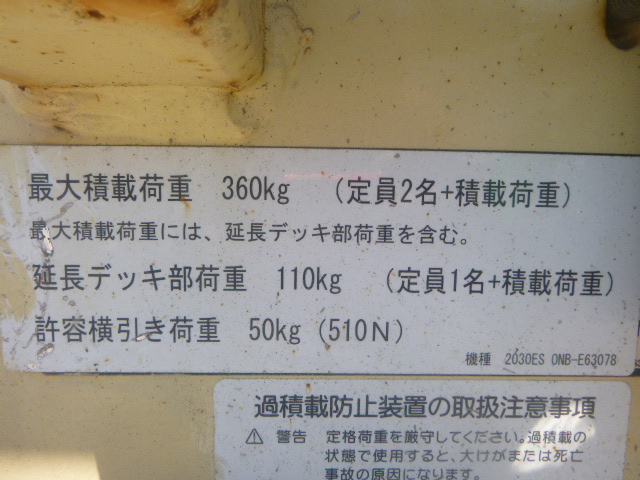 最大積載荷重　360kg　（定員2名+積載荷重）
最大積載荷重には、延長デッキ部荷重を含む。
延長デッキ部荷重　110kg　（定員1名+積載荷重）
許容横引き荷重　50kg（510N）
機種　2030ES 0NB-E63078
過積載防止装置の取扱注意事項
⚠ 警告　定格荷重を厳守してください。過積載の
状態で使用すると、大けがまたは死亡
事故の原因になります。